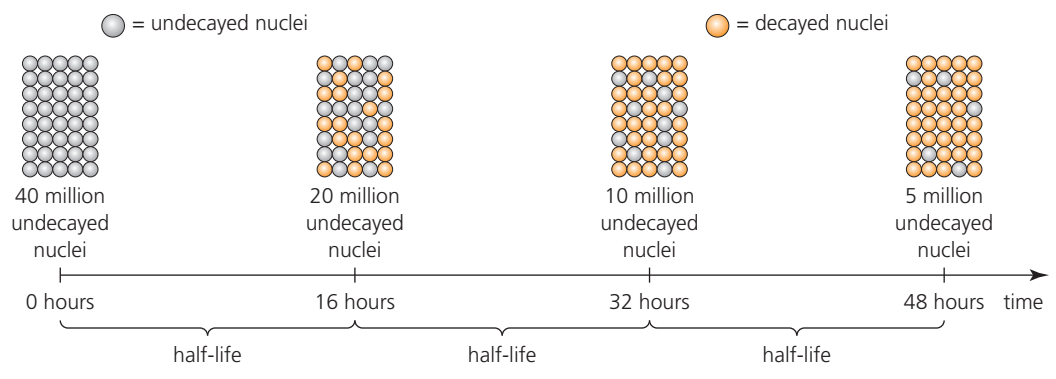 = undecayed nuclei
= decayed nuclei
40 million
undecayed
nuclei
20 million
undecayed
nuclei
10 million
undecayed
nuclei
5 million
undecayed
nuclei
0 hours
16 hours
32 hours
48 hours
time
half-life
half-life
half-life